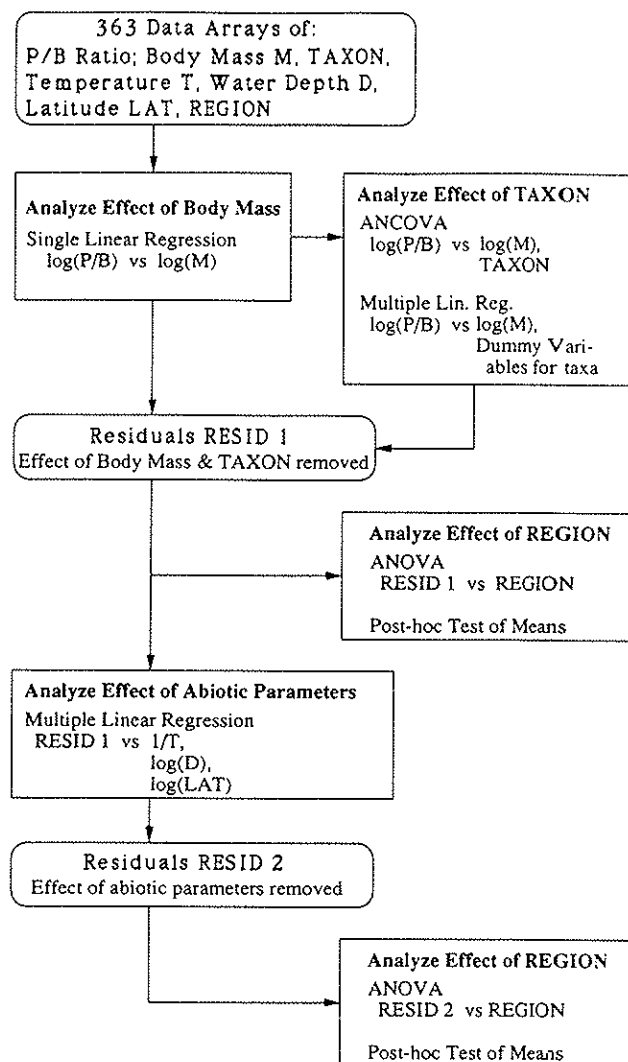 363 Data Arrays of:
P/B Ratio; Body Mass M, TAXON,
Temperature T, Water Depth D,
Latitude LAT, REGION
Analyze Effect of Body Mass
Single Linear Regression
log(P/B) vs log(M)
Analyze Effect of TAXON
ANCOVA
log(P/B) vs log(M),
TAXON
Multiple Lin. Reg.
log(P/B) vs log(M),
Dummy Vari-
ables for taxa
Residuals RESID 1
Effect of Body Mass & TAXON removed
Analyze Effect of REGION
ANOVA
RESID 1 vs REGION
Post-hoc Test of Means
Analyze Effect of Abiotic Parameters
Multiple Linear Regression
RESID 1 vs 1/T,
log(D),
log(LAT)
Residuals RESID 2
Effect of abiotic parameters removed
Analyze Effect of REGION
ANOVA
RESID 2 vs REGION
Post-hoc Test of Means